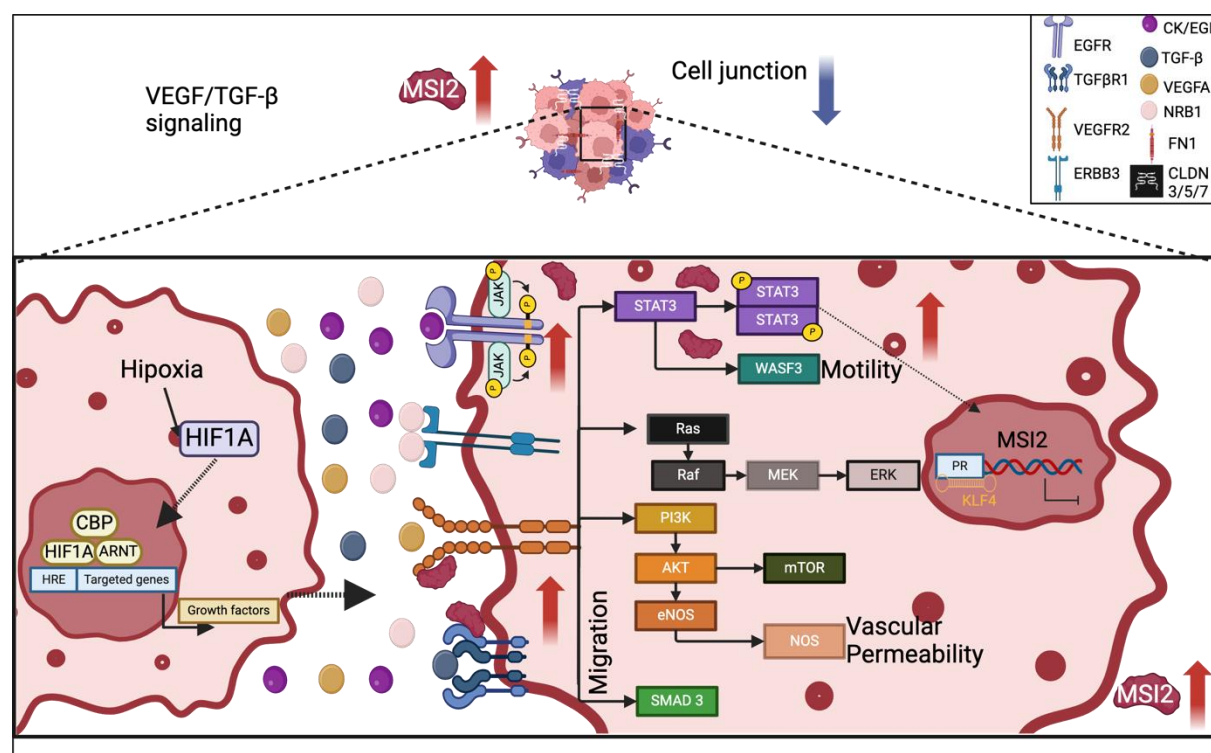 VEGF/TGF-β
signaling
MSI2
Cell junction
EGFR
TGFβR1
VEGFR2
ERBB3
CK/EGI
TGF-β
VEGFA
NRB1
FN1
CLDN
3/5/7
Hipoxia
HIF1A
CBP
HIF1A
ARNT
HRE
Targeted genes
Growth factors
P
JAK
P
P
JAK
P
STAT3
P
STAT3
STAT3
P
WASF3
Motility
Ras
Raf
MEK
ERK
PI3K
AKT
mTOR
eNOS
NOS
Vascular
Permeability
Migration
SMAD 3
MSI2
PR
KLF4
MSI2